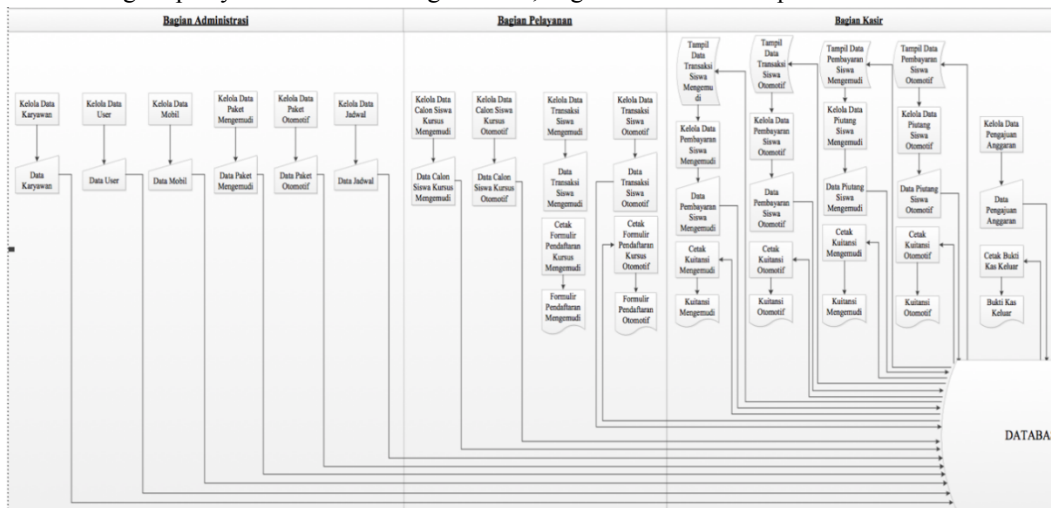 Bagian Administrasi
Bagian Pelayanan
Bagian Kasir
Kelola Data
Karyawan
Kelola Data
User
Kelola Data
Mobil
Kelola Data
Paket
Mengemudi
Kelola Data
Paket
Otomotif
Kelola Data
Jadwal
Data
Karyawan
Data User
Data Mobil
Data Paket
Mengemudi
Data Paket
Otomotif
Data Jadwal
Kelola Data
Calon Siswa
Kursus
Mengemudi
Kelola Data
Calon Siswa
Kursus
Otomotif
Kelola Data
Transaksi
Siswa
Mengemudi
Kelola Data
Transaksi
Siswa
Otomotif
Data Calon
Siswa Kursus
Mengemudi
Data Calon
Siswa Kursus
Otomotif
Data
Transaksi
Siswa
Mengemudi
Data
Transaksi
Siswa
Otomotif
Cetak
Formulir
Pendaftaran
Kursus
Mengemudi
Cetak
Formulir
Pendaftaran
Kursus
Otomotif
Formulir
Pendaftaran
Mengemudi
Formulir
Pendaftaran
Otomotif
Tampil
Data
Transaksi
Siswa
Mengemu
di
Tampil
Data
Transaksi
Siswa
Otomotif
Tampil Data
Pembayaran
Siswa
Mengemudi
Tampil Data
Pembayaran
Siswa
Otomotif
Kelola Data
Pembayaran
Siswa
Mengemudi
Kelola Data
Pembayaran
Siswa
Otomotif
Kelola Data
Piutang
Siswa
Mengemudi
Kelola Data
Piutang
Siswa
Otomotif
Kelola Data
Pengajuan
Anggaran
Data
Pembayaran
Siswa
Mengemudi
Data
Pembayaran
Siswa
Otomotif
Data Piutang
Siswa
Mengemudi
Data Piutang
Siswa
Otomotif
Data
Pengajuan
Anggaran
Cetak
Kuitansi
Mengemudi
Cetak
Kuitansi
Otomotif
Cetak
Kuitansi
Mengemudi
Cetak
Kuitansi
Otomotif
Cetak Bukti
Kas Keluar
Kuitansi
Mengemudi
Kuitansi
Otomotif
Kuitansi
Mengemudi
Kuitansi
Otomotif
Bukti Kas
Keluar
DATABA